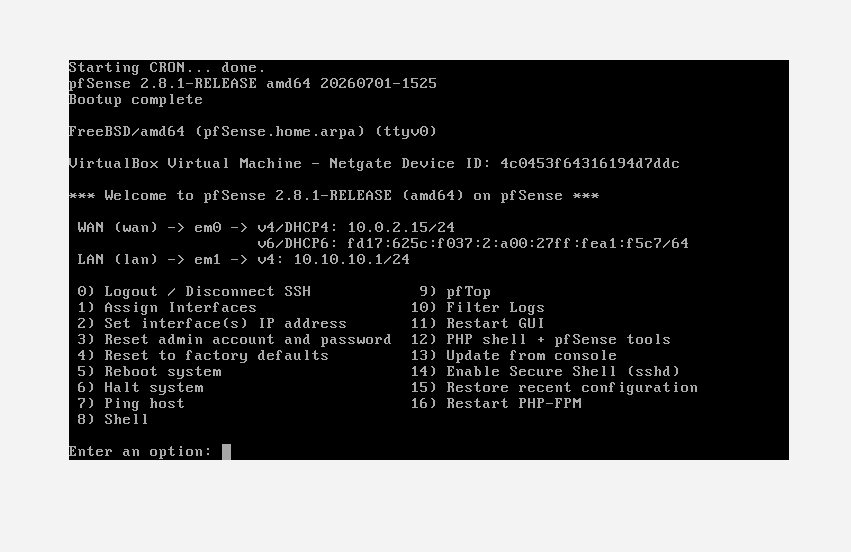 Starting CRON... done.
pfSense 2.8.1-RELEASE amd64 20260701-1525
Bootup complete

FreeBSD/amd64 (pfSense.home.arpa) (ttyv0)

VirtualBox Virtual Machine - Netgate Device ID: 4c0453f64316194d7ddc

*** Welcome to pfSense 2.8.1-RELEASE (amd64) on pfSense ***

 WAN (wan) -> em0 -> v4/DHCP4: 10.0.2.15/24
                     v6/DHCP6: fd17:625c:f037:2:a00:27ff:fea1:f5c7/64
 LAN (lan) -> em1 -> v4: 10.10.10.1/24

 0) Logout / Disconnect SSH            9) pfTop
 1) Assign Interfaces                 10) Filter Logs
 2) Set interface(s) IP address       11) Restart GUI
 3) Reset admin account and password  12) PHP shell + pfSense tools
 4) Reset to factory defaults         13) Update from console
 5) Reboot system                     14) Enable Secure Shell (sshd)
 6) Halt system                       15) Restore recent configuration
 7) Ping host                         16) Restart PHP-FPM
 8) Shell

Enter an option: